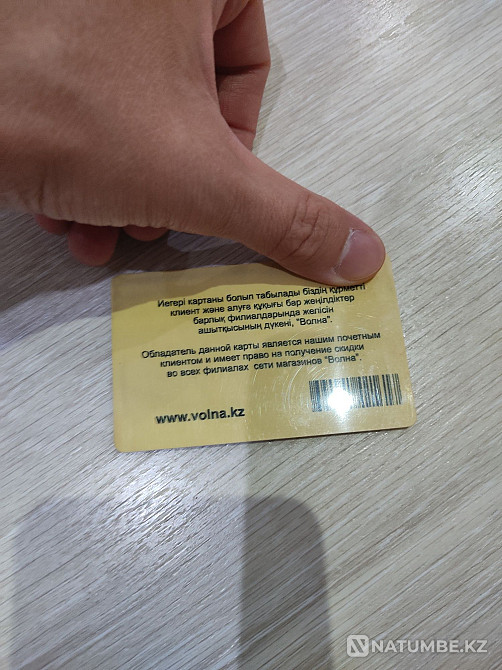 Иегері картаны болып табылады біздің құрметті
клиент және алуға құқығы бар жеңілдіктер
барлық филиалдарында желісін
ашытқысының дүкені, "Волна".
Обладатель данной карты является нашим почетным
клиентом и имеет право на получение скидки
во всех филиалах сети магазинов "Волна".
www.volna.kz
NATUMBE.KZ